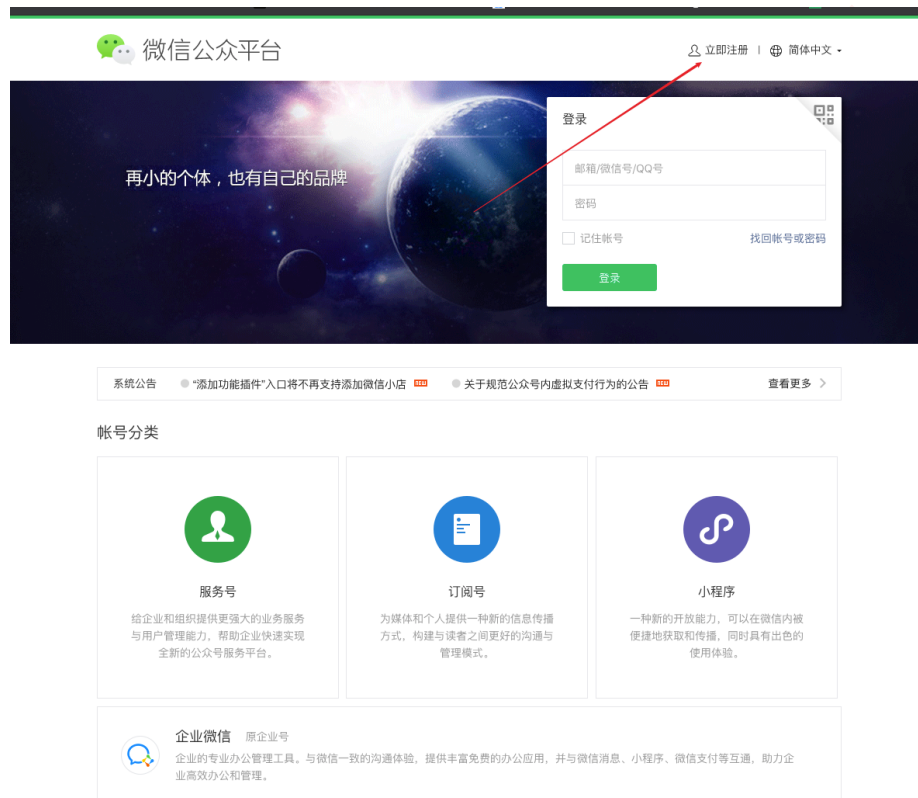 微信公众平台
立即注册 | 简体中文
再小的个体，也有自己的品牌
登录
邮箱/微信号/QQ号
密码
记住帐号 找回帐号或密码
登录
系统公告 “添加功能插件”入口将不再支持添加微信小店 关于规范公众号内虚拟支付行为的公告 查看更多
帐号分类
服务号
给企业和组织提供更强大的业务服务
与用户管理能力，帮助企业快速实现
全新的公众号服务平台。
订阅号
为媒体和个人提供一种新的信息传播
方式，构建与读者之间更好的沟通与
管理模式。
小程序
一种新的开放能力，可以在微信内被
便捷地获取和传播，同时具有出色的
使用体验。
企业微信 原企业号
企业的专业办公管理工具。与微信一致的沟通体验，提供丰富免费的办公应用，并与微信消息、小程序、微信支付等互通，助力企
业高效办公和管理。